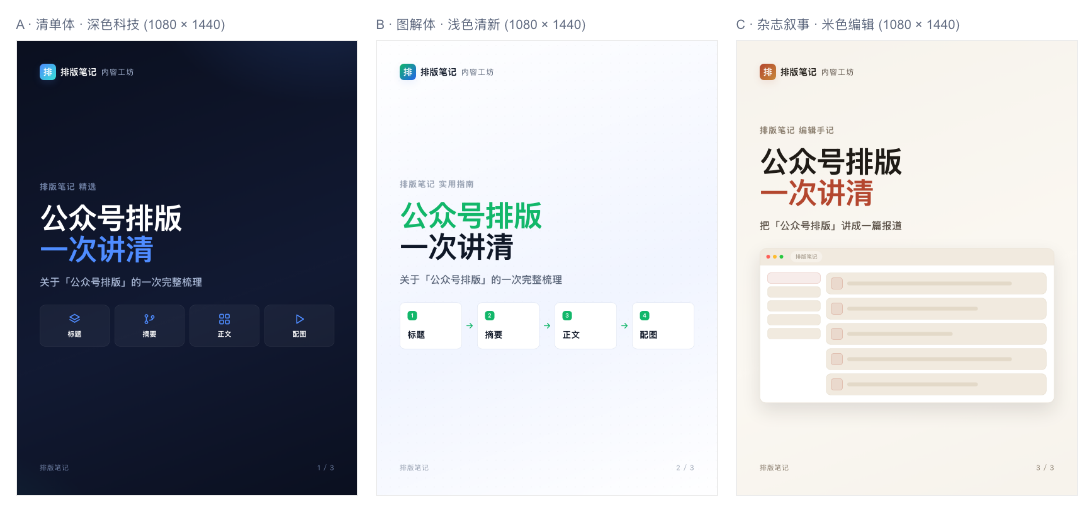 A · 清单体 · 深色科技 (1080 × 1440)
排 排版笔记 内容工坊
排版笔记 精选
公众号排版
一次讲清
关于「公众号排版」的一次完整梳理
标题 摘要 正文 配图
排版笔记 1 / 3
B · 图解体 · 浅色清新 (1080 × 1440)
排 排版笔记 内容工坊
排版笔记 实用指南
公众号排版
一次讲清
关于「公众号排版」的一次完整梳理
1 2 3 4
标题 → 摘要 → 正文 → 配图
排版笔记 2 / 3
C · 杂志叙事 · 米色编辑 (1080 × 1440)
排 排版笔记 内容工坊
排版笔记 编辑手记
公众号排版
一次讲清
把「公众号排版」讲成一篇报道
排版笔记
排版笔记 3 / 3